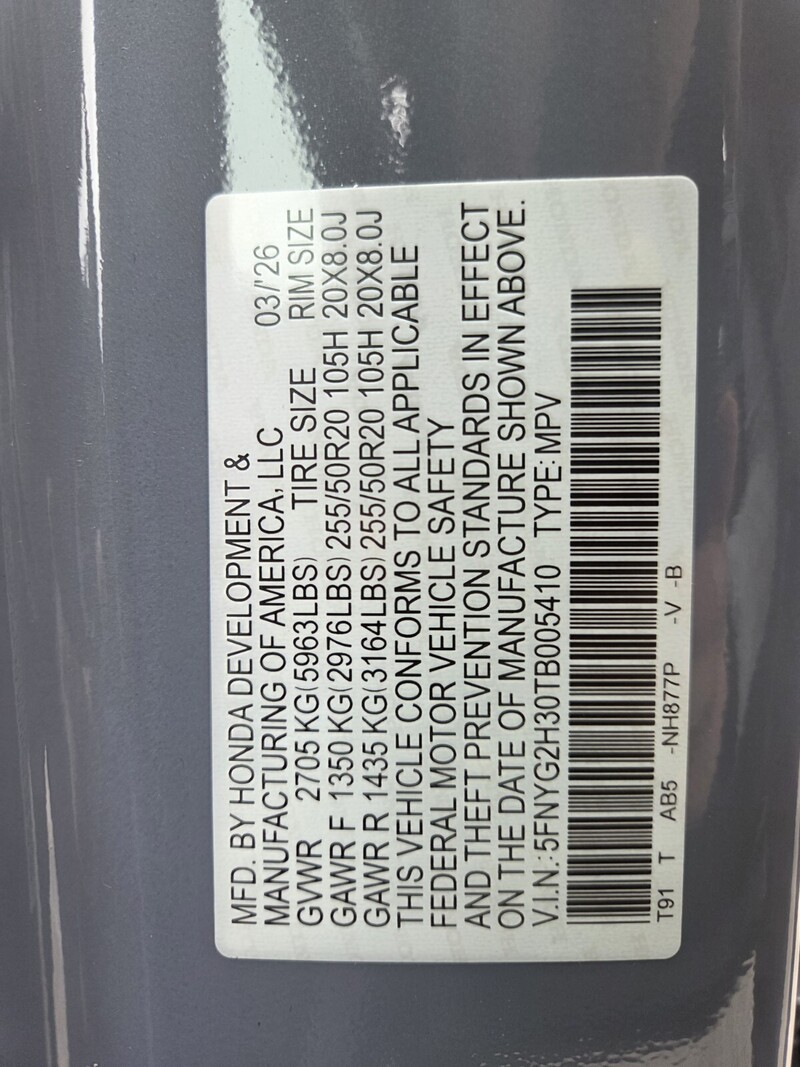 MFD. BY HONDA DEVELOPMENT &
MANUFACTURING OF AMERICA, LLC 03/'26
GVWR 2705 KG(5963LBS) TIRE SIZE RIM SIZE
GAWR F 1350 KG(2976LBS) 255/50R20 105H 20X8.0J
GAWR R 1435 KG(3164LBS) 255/50R20 105H 20X8.0J
THIS VEHICLE CONFORMS TO ALL APPLICABLE
FEDERAL MOTOR VEHICLE SAFETY
AND THEFT PREVENTION STANDARDS IN EFFECT
ON THE DATE OF MANUFACTURE SHOWN ABOVE.
V.I.N.:5FNYG2H30TB005410 TYPE:MPV
T91 T AB5 -NH877P -V -B